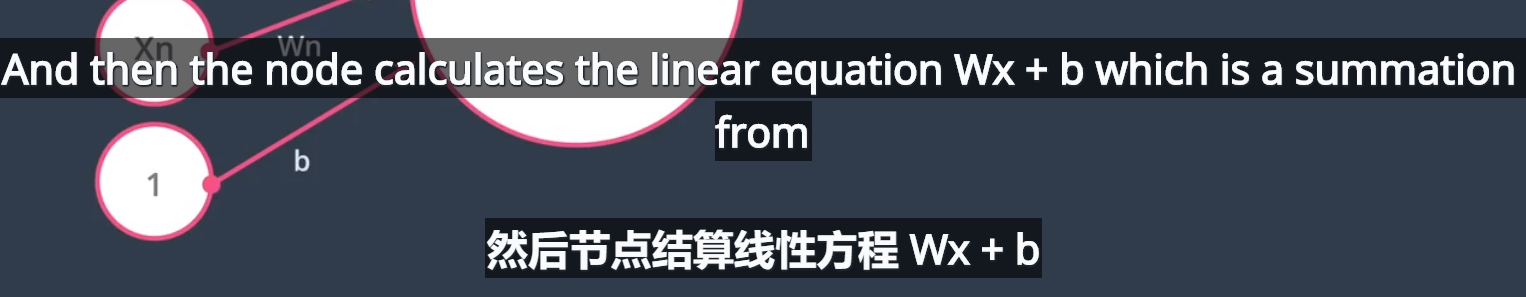 Xn
Wn
And then the node calculates the linear equation Wx + b which is a summation
from
b
1
然后节点结算线性方程 Wx + b